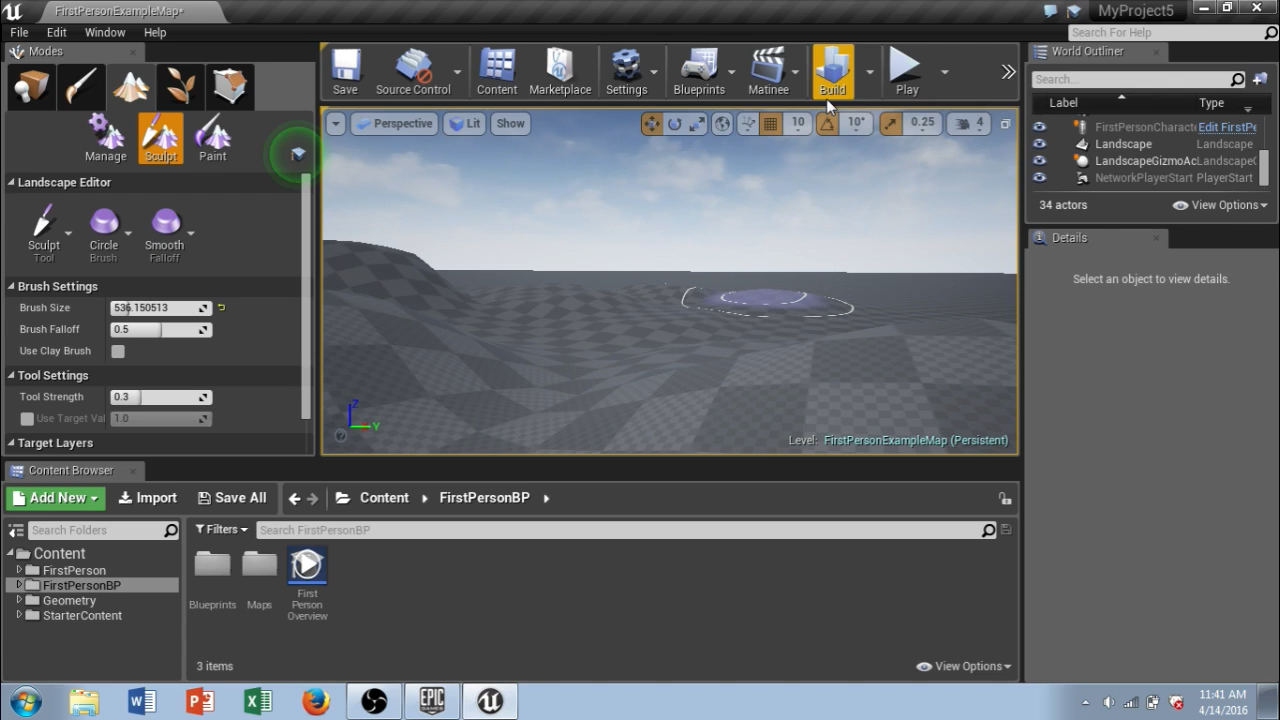 FirstPersonExampleMap*
MyProject5
File Edit Window Help
Search For Help
Modes
Save
Source Control
Content
Marketplace
Settings
Blueprints
Matinee
Build
Play
World Outliner
Search...
Label Type
FirstPersonCharacte Edit FirstPe
Landscape Landscape
LandscapeGizmoAc LandscapeG
NetworkPlayerStart PlayerStart
34 actors View Options
Manage
Sculpt
Paint
Perspective
Lit
Show
10
10°
0.25
4
Landscape Editor
Sculpt
Tool
Circle
Brush
Smooth
Falloff
Brush Settings
Brush Size 536.150513
Brush Falloff 0.5
Use Clay Brush
Tool Settings
Tool Strength 0.3
Use Target Val 1.0
Target Layers
Z
Y
Level: FirstPersonExampleMap (Persistent)
Details
Select an object to view details.
Content Browser
Add New Import Save All Content FirstPersonBP
Search Folders
Filters
Search FirstPersonBP
Content
FirstPerson
FirstPersonBP
Geometry
StarterContent
Blueprints
Maps
First
Person
Overview
3 items
View Options
EPIC
GAMES
11:41 AM
4/14/2016